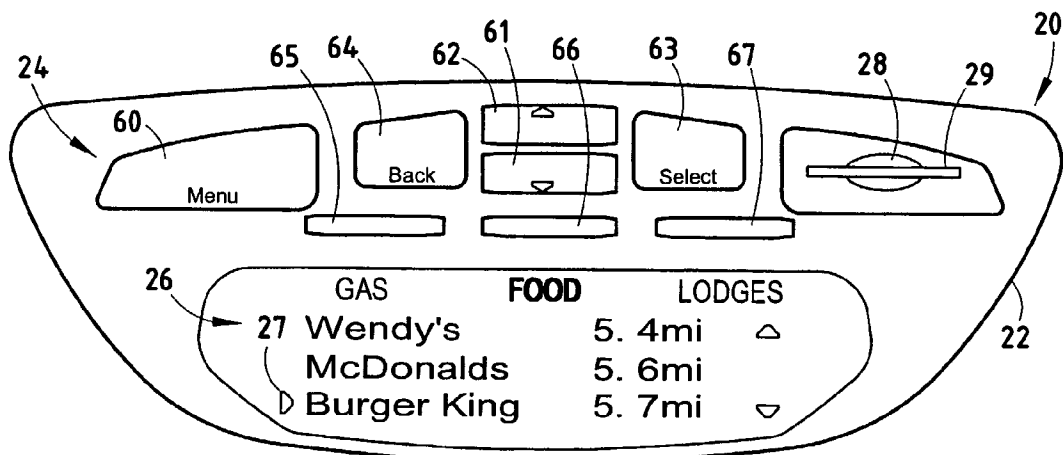 61 20
64 62 66 63
65 67 28
24 29
60
Back Select
Menu
26 GAS FOOD LODGES 22
27 Wendy's 5. 4mi
McDonalds 5. 6mi
Burger King 5. 7mi